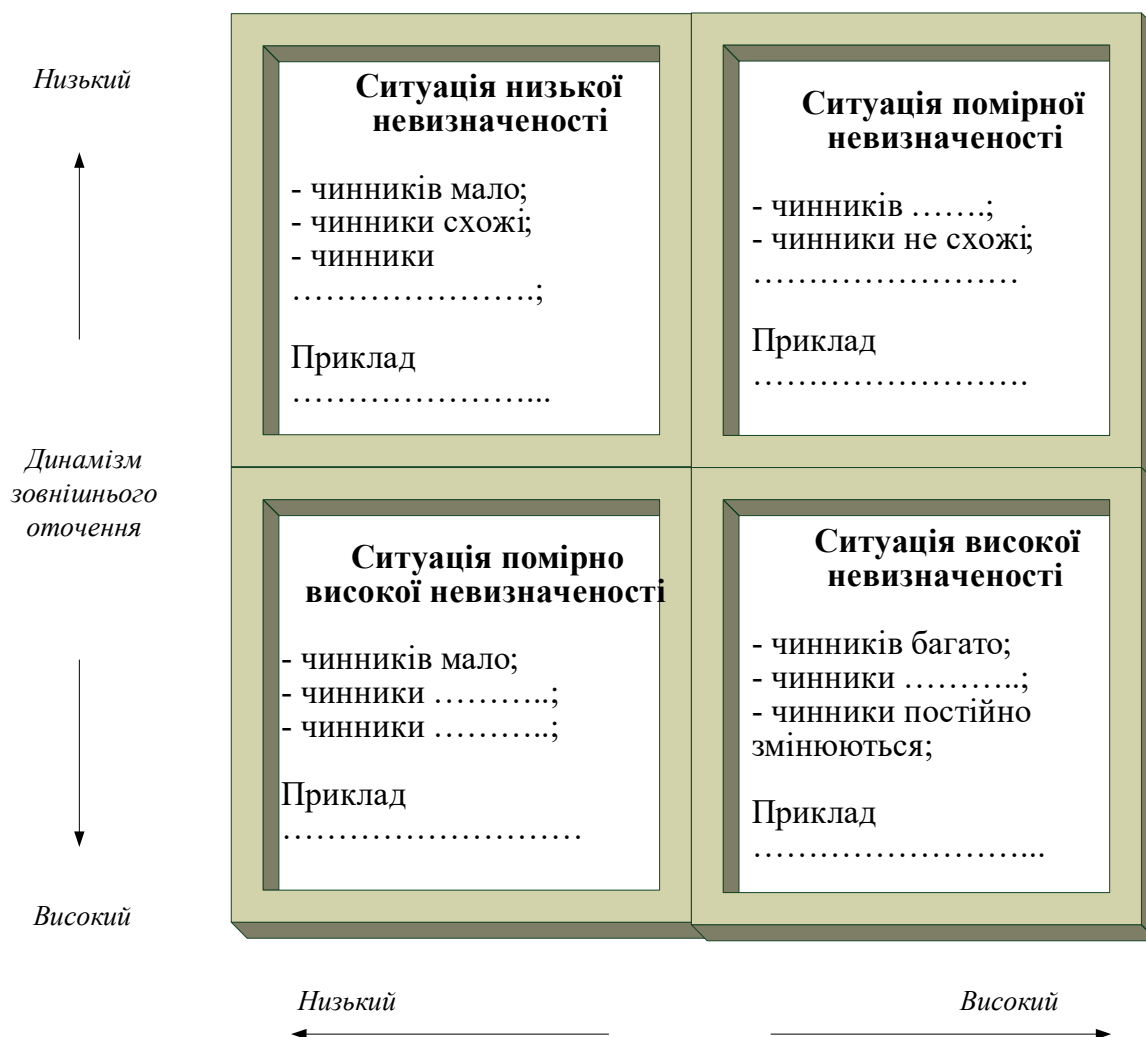 Низький
Ситуація низької
невизначеності
- чинників мало;
- чинники схожі;
- чинники
…………………….;
Приклад
……………………...
Ситуація помірної
невизначеності
- чинників …….;
- чинники не схожі;
………………………
Приклад
……………………….
Динамізм
зовнішнього
оточення
Ситуація помірно
високої невизначеності
- чинників мало;
- чинники ………..;
- чинники ………..;
Приклад
…………………………
Ситуація високої
невизначеності
- чинників багато;
- чинники ………..;
- чинники постійно
змінюються;
Приклад
………………………...
Високий
Низький
Високий